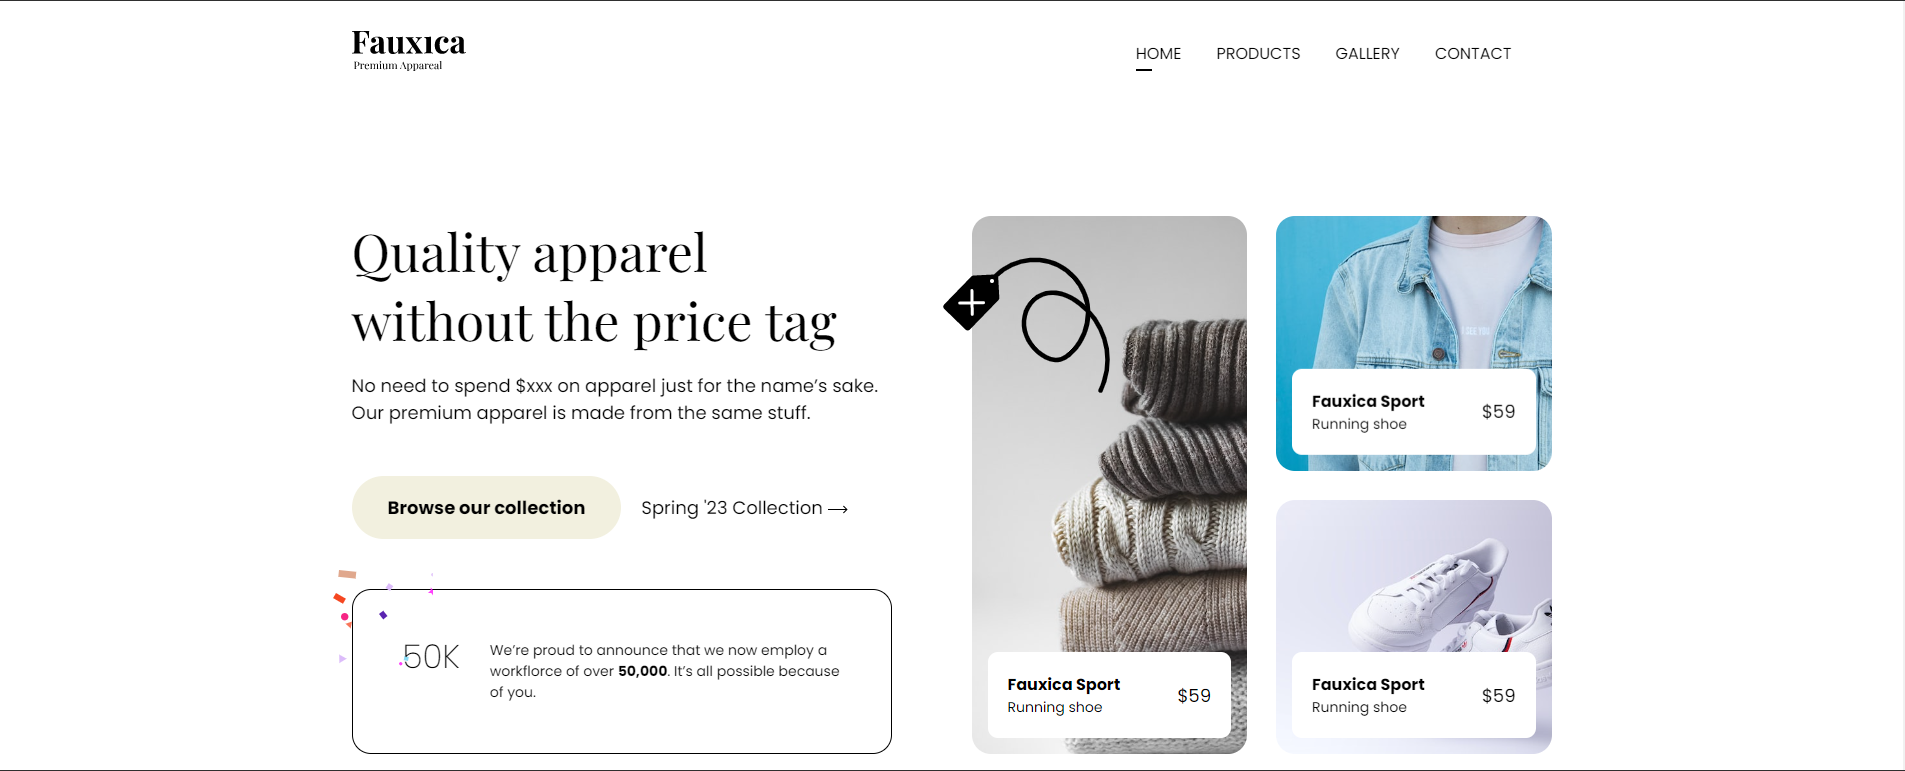 Fauxica
Premium Appareal
HOME PRODUCTS GALLERY CONTACT
Quality apparel
without the price tag
No need to spend $xxx on apparel just for the name’s sake.
Our premium apparel is made from the same stuff.
Browse our collection
Spring '23 Collection →
50K
We’re proud to announce that we now employ a
workflorce of over 50,000. It’s all possible because
of you.
Fauxica Sport
Running shoe
$59
I SEE YOU
Fauxica Sport
Running shoe
$59
Fauxica Sport
Running shoe
$59